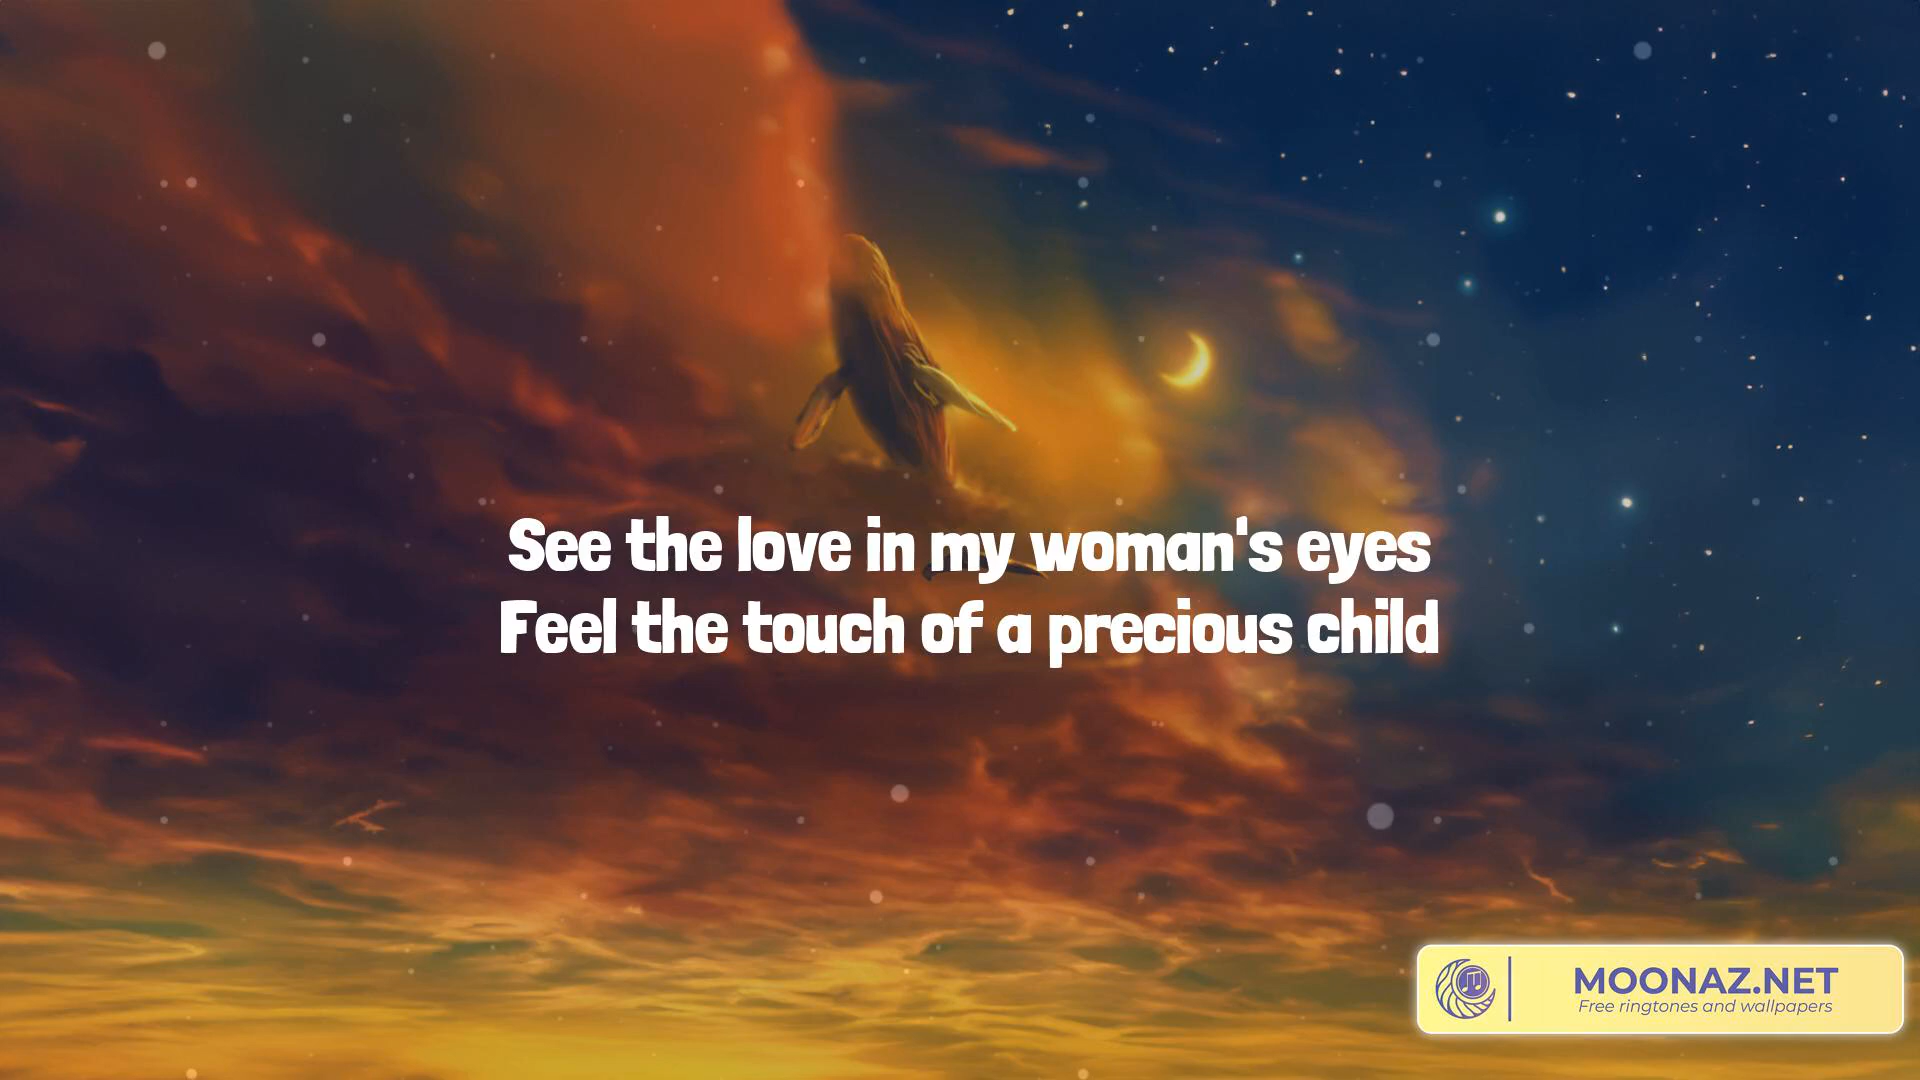 See the love in my woman's eyes
Feel the touch of a precious child
MOONAZ.NET
Free ringtones and wallpapers